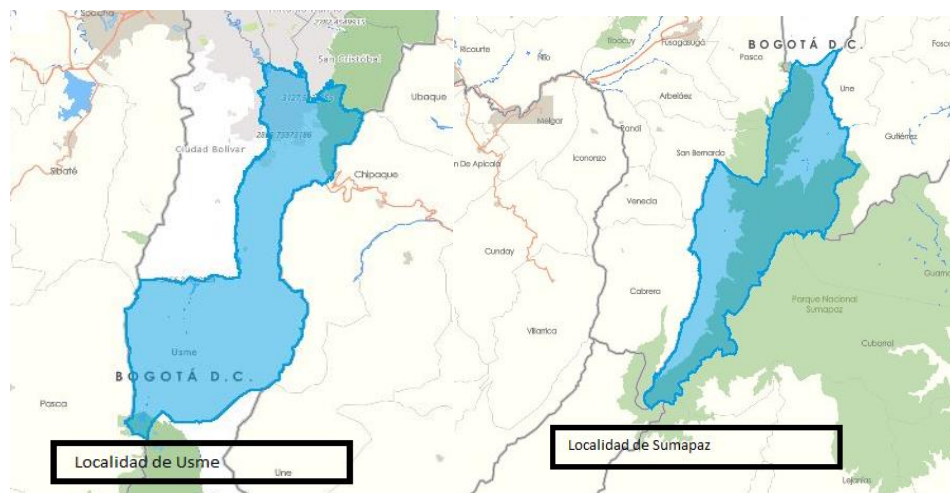 Soacha
San Cristóbal
Ubaque
Ciudad Bolívar
Sibaté
Chipaque
Usme
BOGOTÁ D.C.
Pasca
Localidad de Usme
Une
BOGOTÁ D.C.
Ricaurte
Nilo
Tibacuy
Fusagasugá
Pasca
Fosca
Arbeláez
Une
Melgar
Pandi
Gutiérrez
San Bernardo
Icononzo
Venecia
Cunday
Cabrera
Parque Nacional
Sumapaz
Villarrica
Cubarral
Localidad de Sumapaz
Lejanías